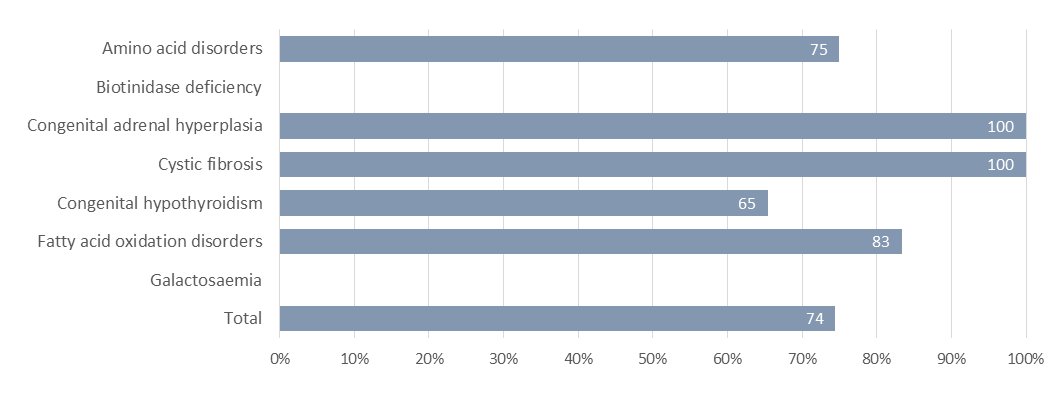 Amino acid disorders 75
Biotinidase deficiency
Congenital adrenal hyperplasia 100
Cystic fibrosis 100
Congenital hypothyroidism 65
Fatty acid oxidation disorders 83
Galactosaemia
Total 74
0% 10% 20% 30% 40% 50% 60% 70% 80% 90% 100%